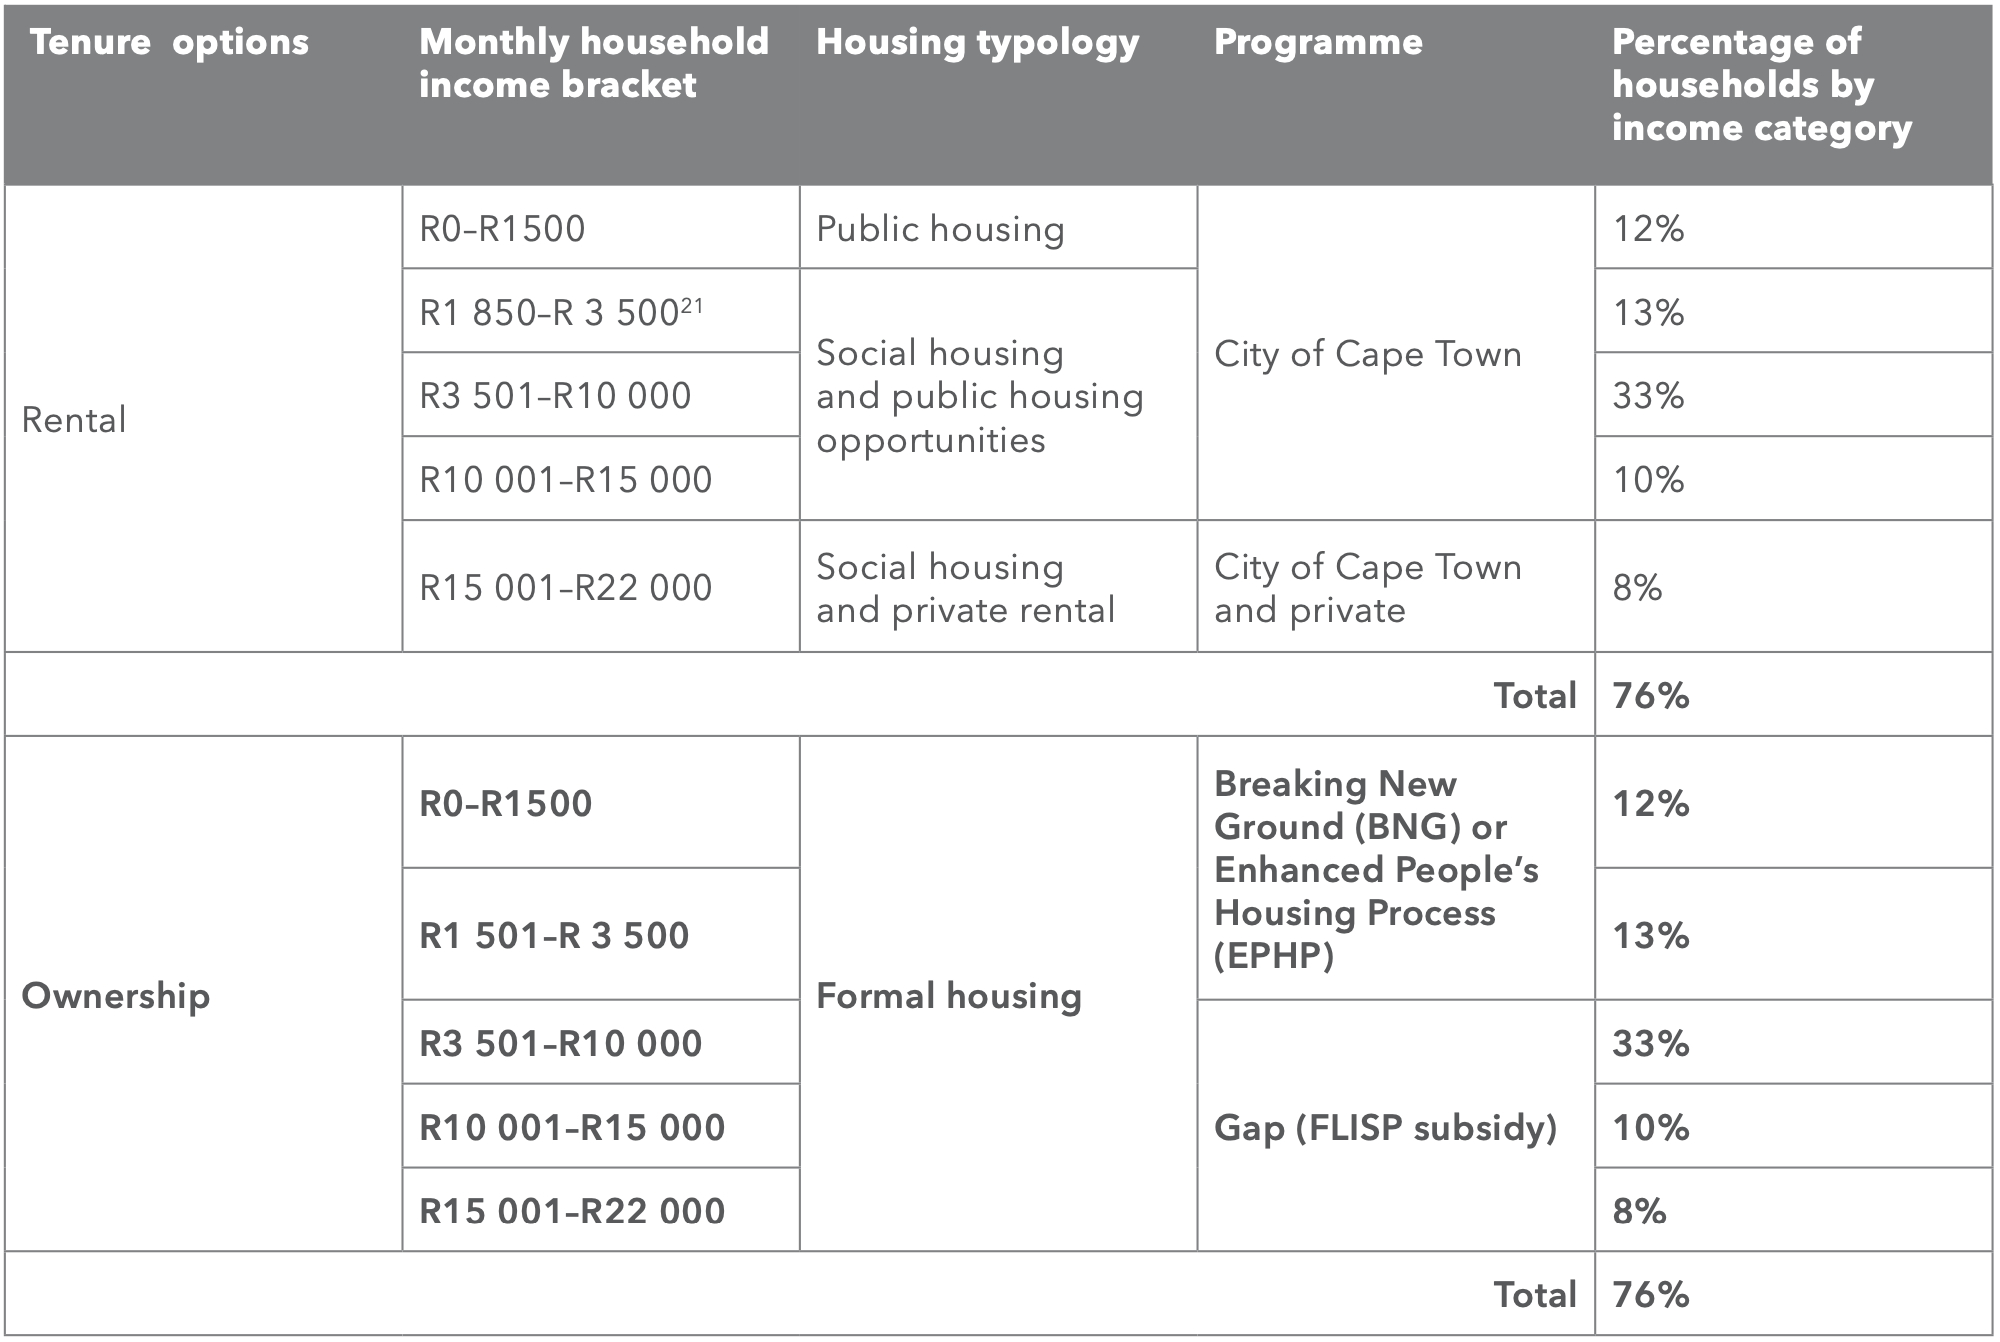 Tenure options
Monthly household
income bracket
Housing typology
Programme
Percentage of
households by
income category
Rental
R0–R1500
Public housing
City of Cape Town
12%
R1 850–R 3 500²¹
Social housing
and public housing
opportunities
13%
R3 501–R10 000
33%
R10 001–R15 000
10%
R15 001–R22 000
Social housing
and private rental
City of Cape Town
and private
8%
Total
76%
Ownership
R0–R1500
Formal housing
Breaking New
Ground (BNG) or
Enhanced People’s
Housing Process
(EPHP)
12%
R1 501–R 3 500
13%
R3 501–R10 000
Gap (FLISP subsidy)
33%
R10 001–R15 000
10%
R15 001–R22 000
8%
Total
76%